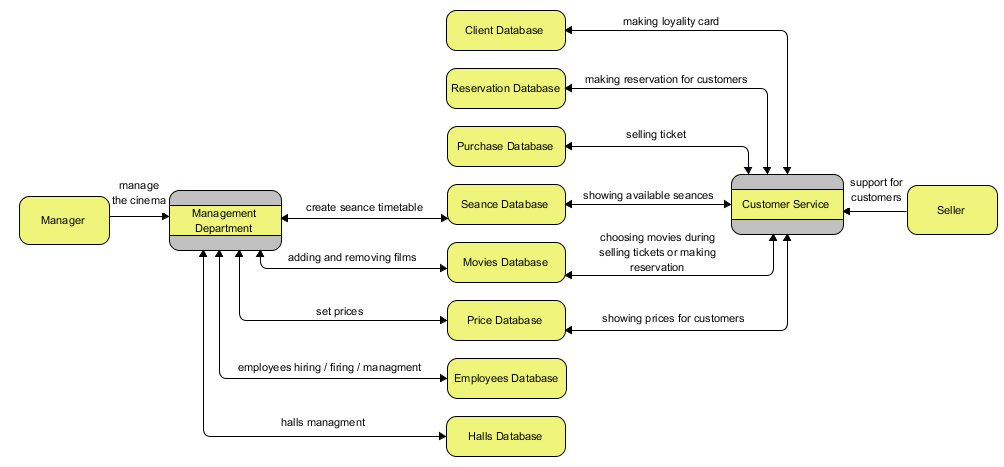 making loyality card
Client Database
making reservation for customers
Reservation Database
selling ticket
Purchase Database
manage
the cinema
Manager
Management
Department
create seance timetable
Seance Database
showing available seances
Customer Service
support for
customers
Seller
adding and removing films
Movies Database
choosing movies during
selling tickets or making
reservation
set prices
Price Database
showing prices for customers
employees hiring / firing / managment
Employees Database
halls managment
Halls Database